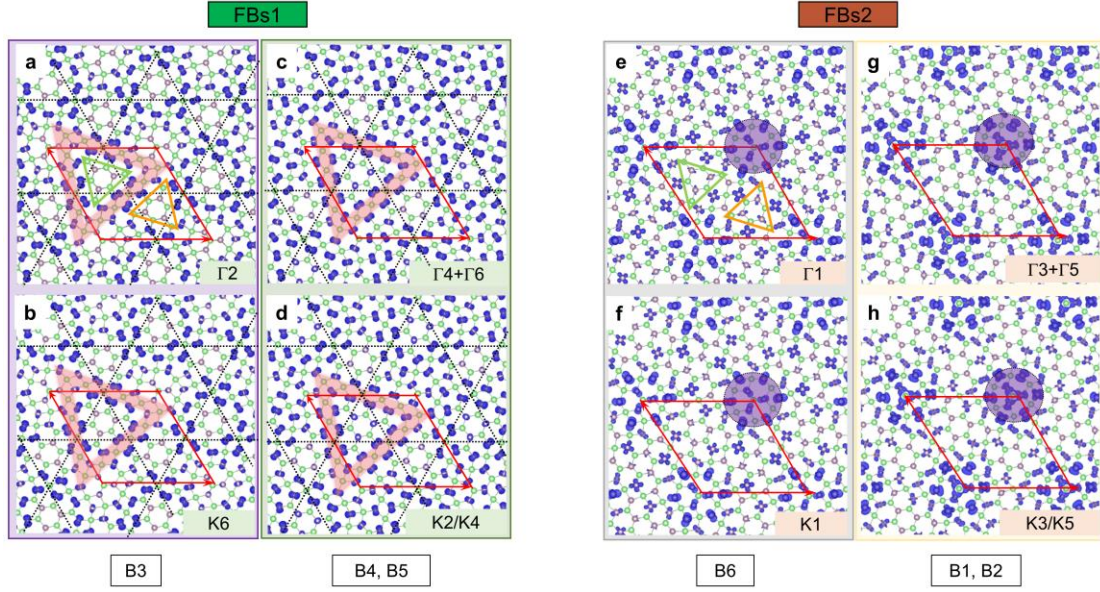 FBs1
FBs2
a
c
e
g
Γ2
Γ4+Γ6
Γ1
Γ3+Γ5
b
d
f
h
K6
K2/K4
K1
K3/K5
B3
B4, B5
B6
B1, B2